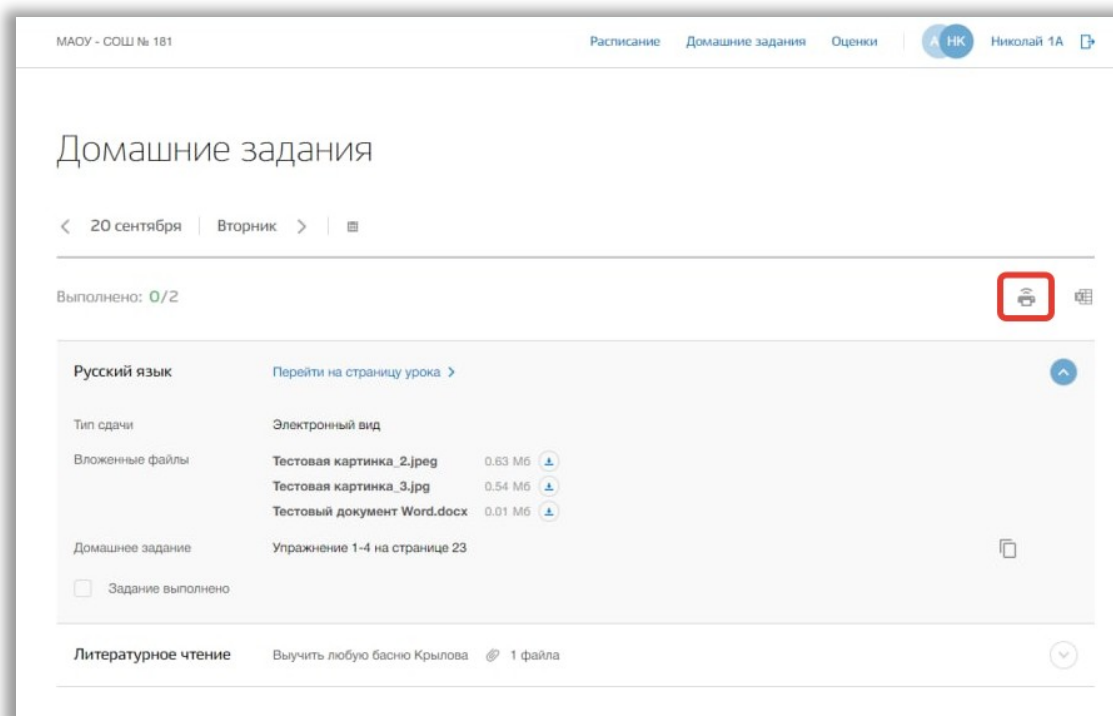 МАОУ - СОШ № 181
Расписание Домашние задания Оценки А НК Николай 1А
Домашние задания
20 сентября Вторник
Выполнено: 0/2
Русский язык Перейти на страницу урока
Тип сдачи Электронный вид
Вложенные файлы Тестовая картинка_2.jpeg 0.63 Мб
Тестовая картинка_3.jpg 0.54 Мб
Тестовый документ Word.docx 0.01 Мб
Домашнее задание Упражнение 1-4 на странице 23
Задание выполнено
Литературное чтение Выучить любую басню Крылова 1 файла